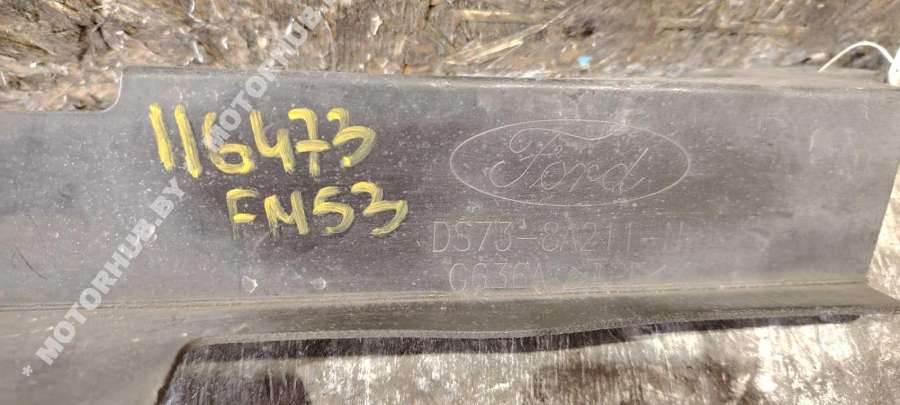 116473
FM53
Ford
DS73-8A211-
* MOTORHUB.BY * MOTORHUB.BY